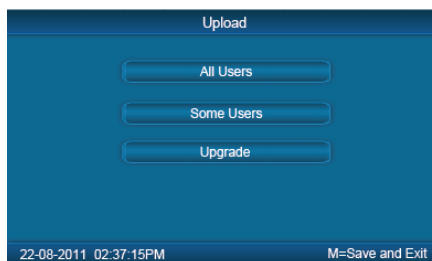 Upload
All Users
Some Users
Upgrade
22-08-2011 02:37:15PM M=Save and Exit